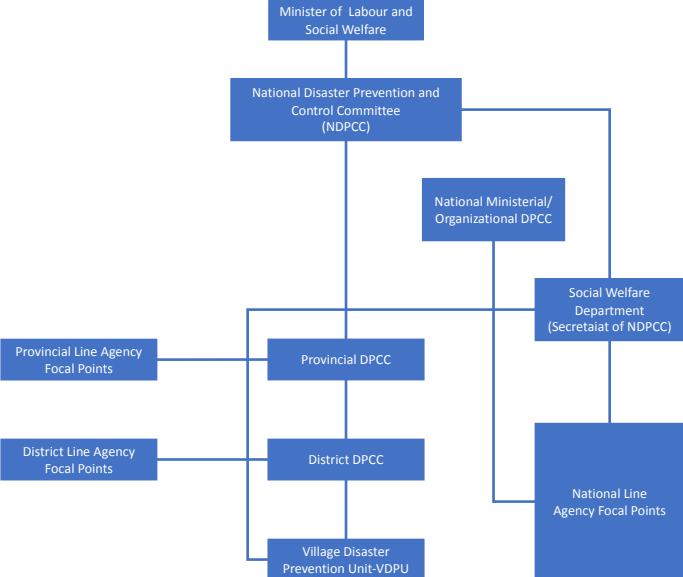 Minister of Labour and
Social Welfare
National Disaster Prevention and
Control Committee
(NDPCC)
National Ministerial/
Organizational DPCC
Social Welfare
Department
(Secretaiat of NDPCC)
Provincial Line Agency
Focal Points
Provincial DPCC
District Line Agency
Focal Points
District DPCC
National Line
Agency Focal Points
Village Disaster
Prevention Unit-VDPU